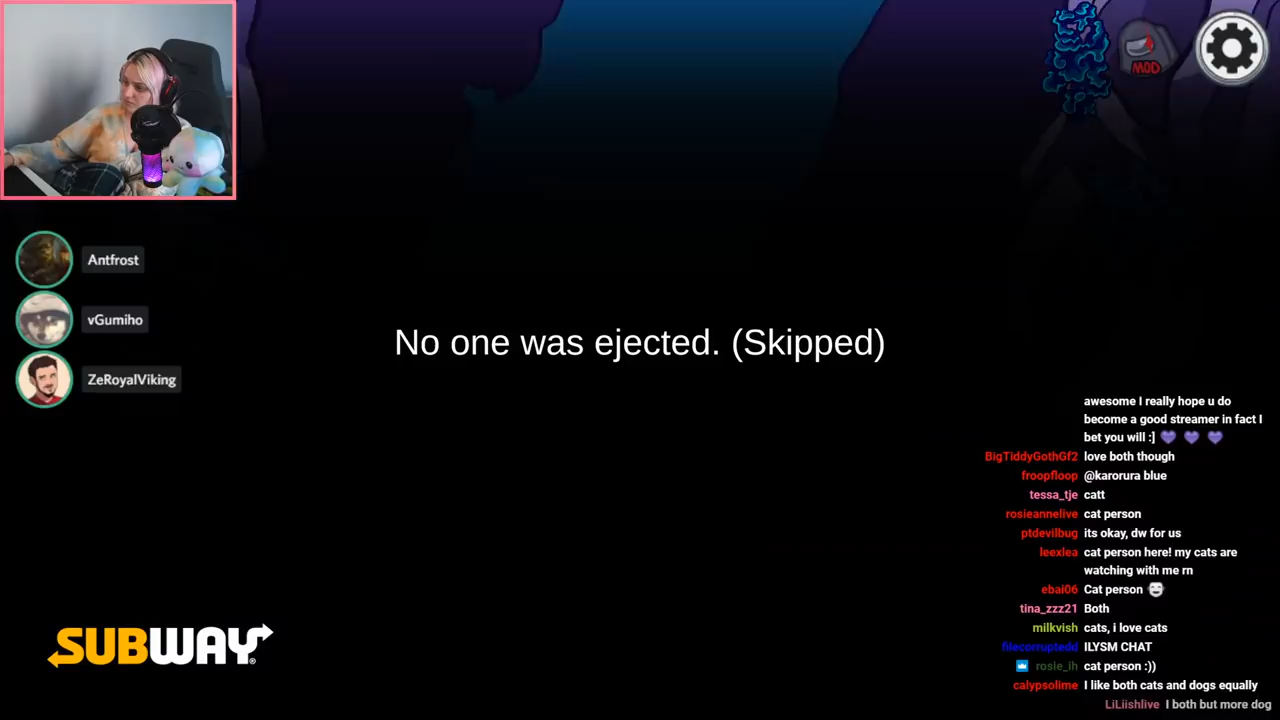 MOD
Antfrost
vGumiho
ZeRoyalViking
No one was ejected. (Skipped)
awesome I really hope u do
become a good streamer in fact I
bet you will :] 💜 💜 💜
BigTiddyGothGf2 love both though
froopfloop @karorura blue
tessa_tje catt
rosieannelive cat person
ptdevilbug its okay, dw for us
leexlea cat person here! my cats are
watching with me rn
ebai06 Cat person
tina_zzz21 Both
milkvish cats, i love cats
filecorruptedd ILYSM CHAT
rosie_ih cat person :))
calypsolime I like both cats and dogs equally
LiLiishlive I both but more dog
SUBWAY®